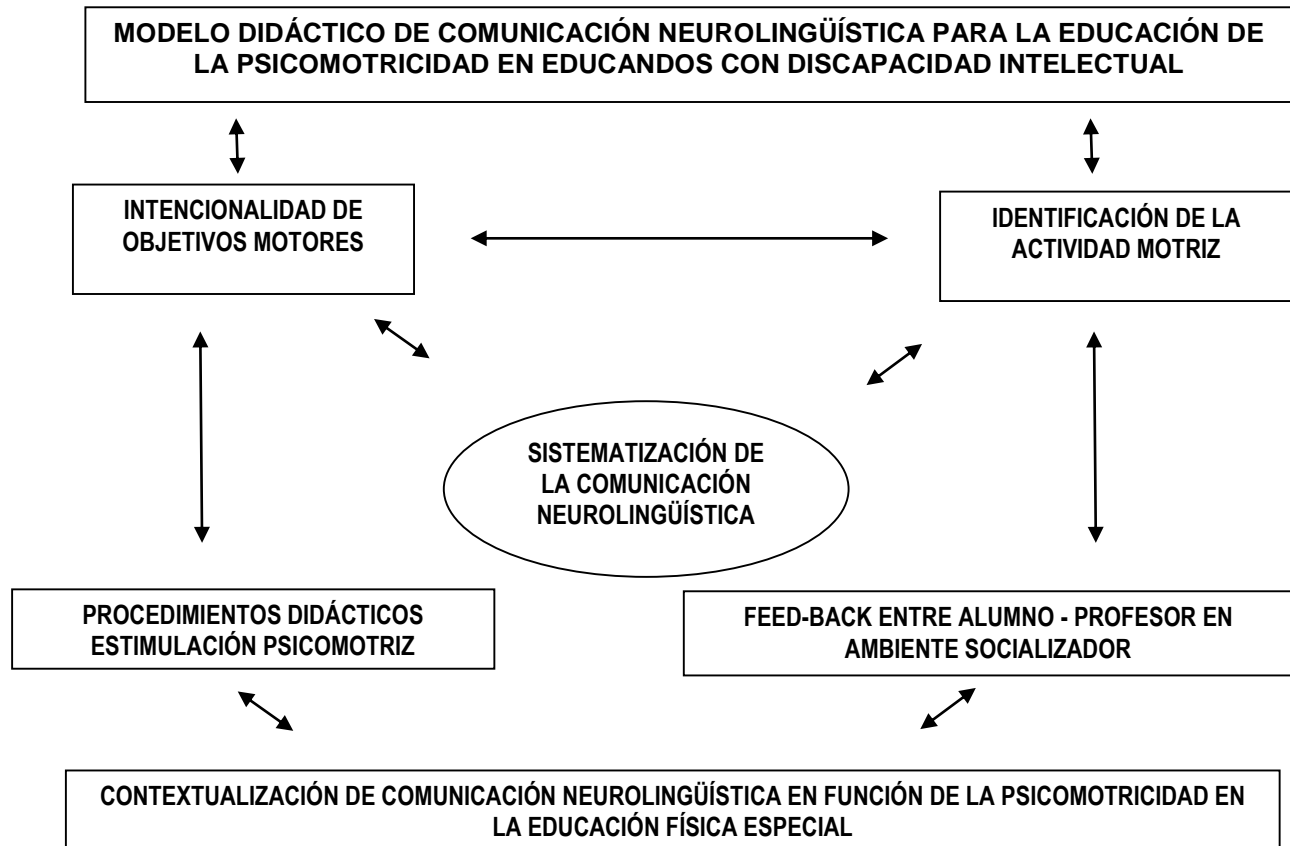 MODELO DIDÁCTICO DE COMUNICACIÓN NEUROLINGÜÍSTICA PARA LA EDUCACIÓN DE
LA PSICOMOTRICIDAD EN EDUCANDOS CON DISCAPACIDAD INTELECTUAL
INTENCIONALIDAD DE
OBJETIVOS MOTORES
IDENTIFICACIÓN DE LA
ACTIVIDAD MOTRIZ
SISTEMATIZACIÓN DE
LA COMUNICACIÓN
NEUROLINGÜÍSTICA
PROCEDIMIENTOS DIDÁCTICOS
ESTIMULACIÓN PSICOMOTRIZ
FEED-BACK ENTRE ALUMNO - PROFESOR EN
AMBIENTE SOCIALIZADOR
CONTEXTUALIZACIÓN DE COMUNICACIÓN NEUROLINGÜÍSTICA EN FUNCIÓN DE LA PSICOMOTRICIDAD EN
LA EDUCACIÓN FÍSICA ESPECIAL